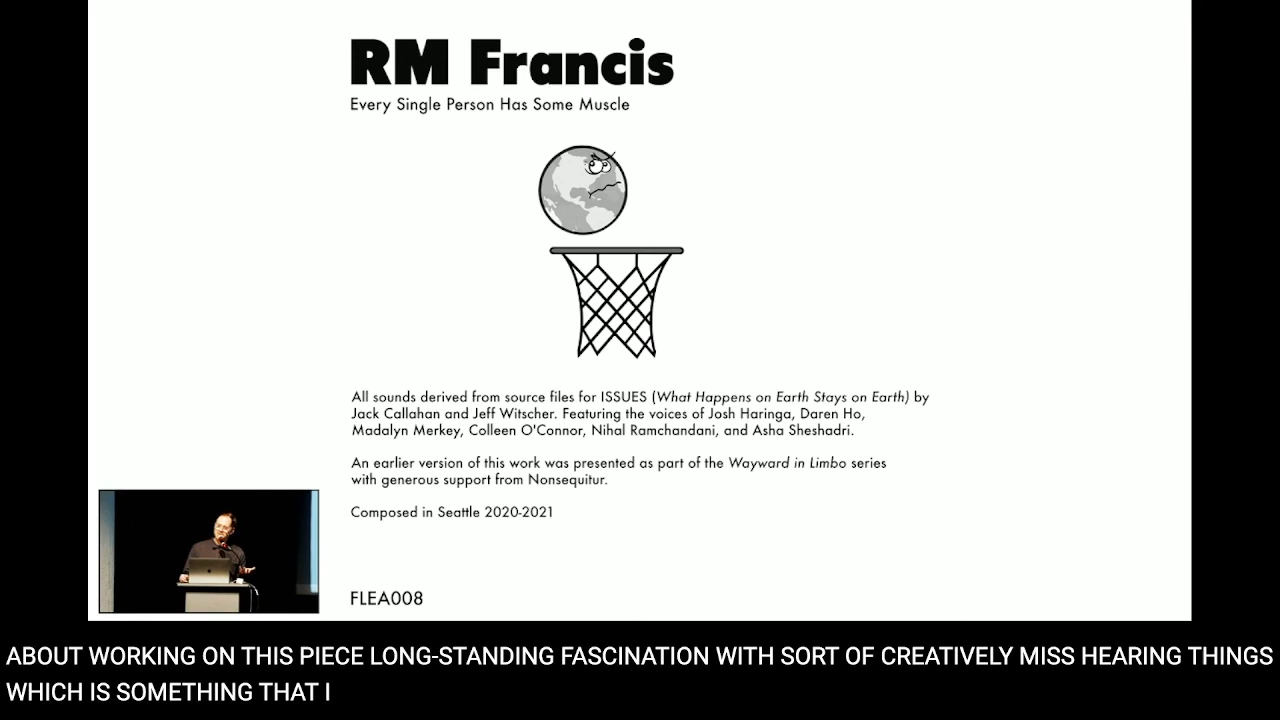 RM Francis
Every Single Person Has Some Muscle
All sounds derived from source files for ISSUES (What Happens on Earth Stays on Earth) by
Jack Callahan and Jeff Witscher. Featuring the voices of Josh Haringa, Daren Ho,
Madalyn Merkey, Colleen O'Connor, Nihal Ramchandani, and Asha Sheshadri.
An earlier version of this work was presented as part of the Wayward in Limbo series
with generous support from Nonsequitur.
Composed in Seattle 2020-2021
FLEA008
ABOUT WORKING ON THIS PIECE LONG-STANDING FASCINATION WITH SORT OF CREATIVELY MISS HEARING THINGS
WHICH IS SOMETHING THAT I